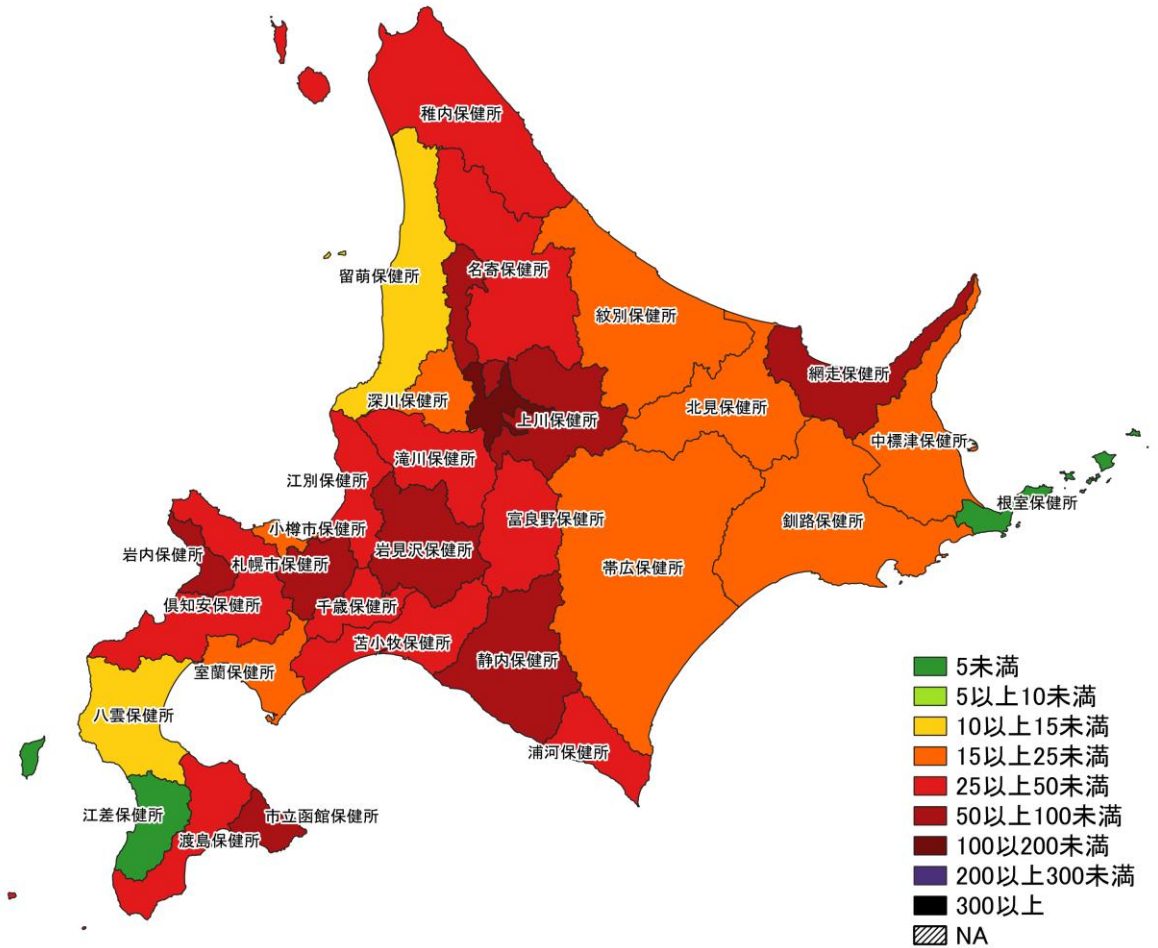 稚内保健所
名寄保健所
留萌保健所
紋別保健所
網走保健所
深川保健所
上川保健所
北見保健所
中標津保健所
滝川保健所
江別保健所
根室保健所
富良野保健所
釧路保健所
小樽市保健所
岩見沢保健所
岩内保健所
札幌市保健所
帯広保健所
倶知安保健所
千歳保健所
苫小牧保健所
静内保健所
室蘭保健所
八雲保健所
浦河保健所
江差保健所
市立函館保健所
渡島保健所
5未満
5以上10未満
10以上15未満
15以上25未満
25以上50未満
50以上100未満
100以200未満
200以上300未満
300以上
NA